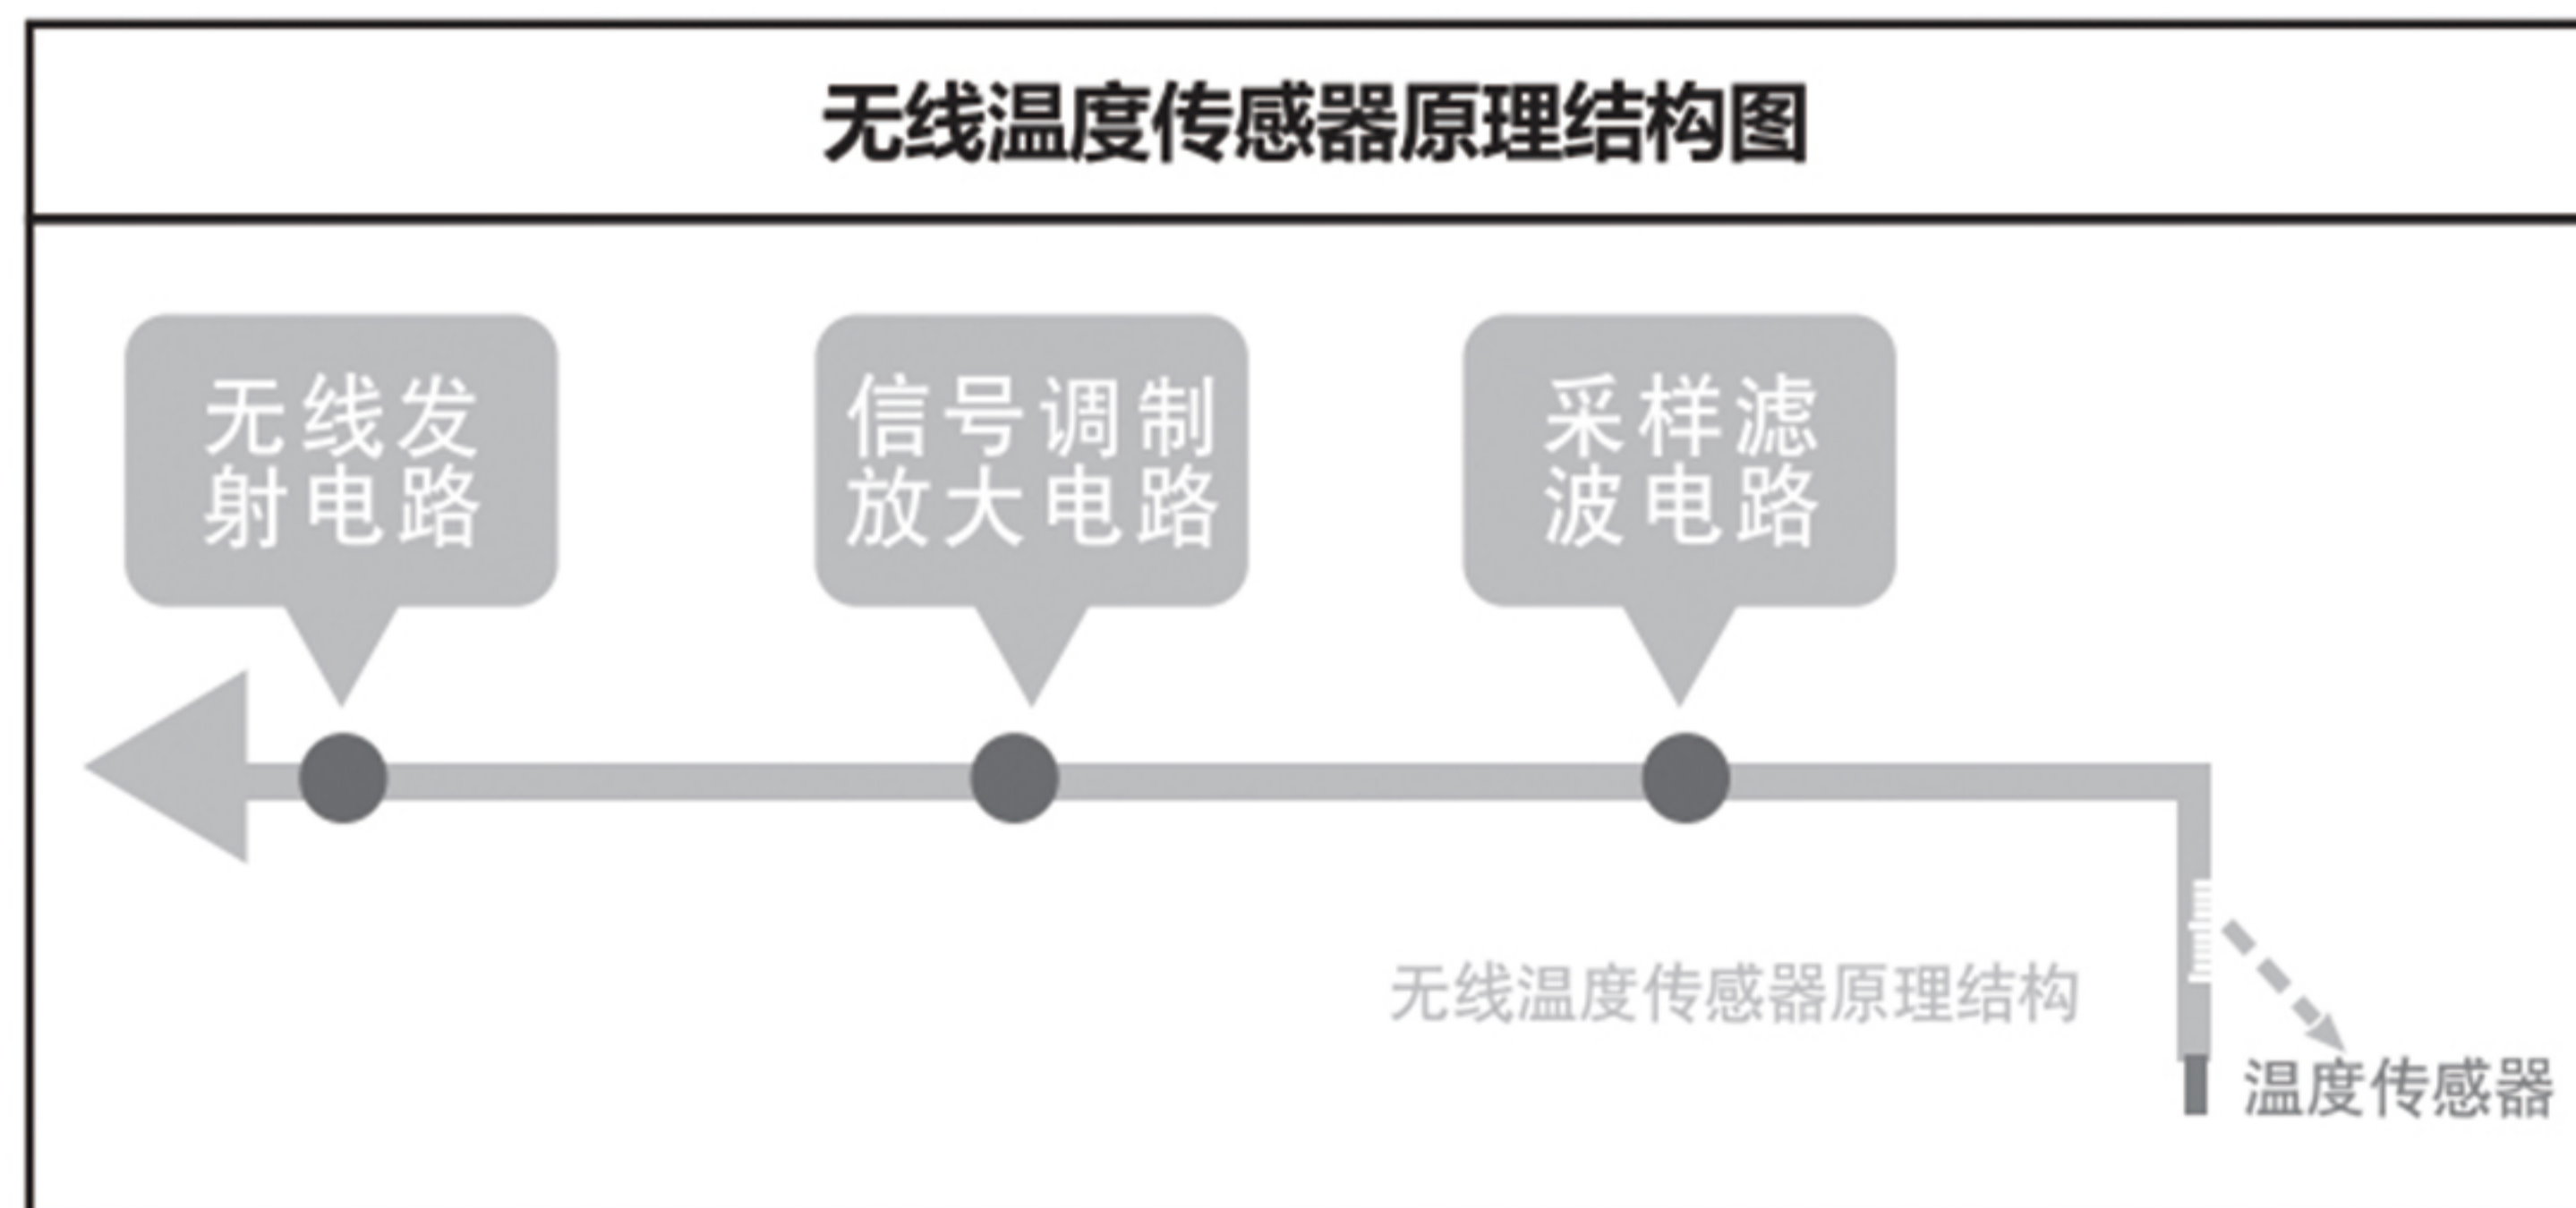 无线温度传感器原理结构图
无线发
射电路
信号调制
放大电路
采样滤
波电路
无线温度传感器原理结构
温度传感器